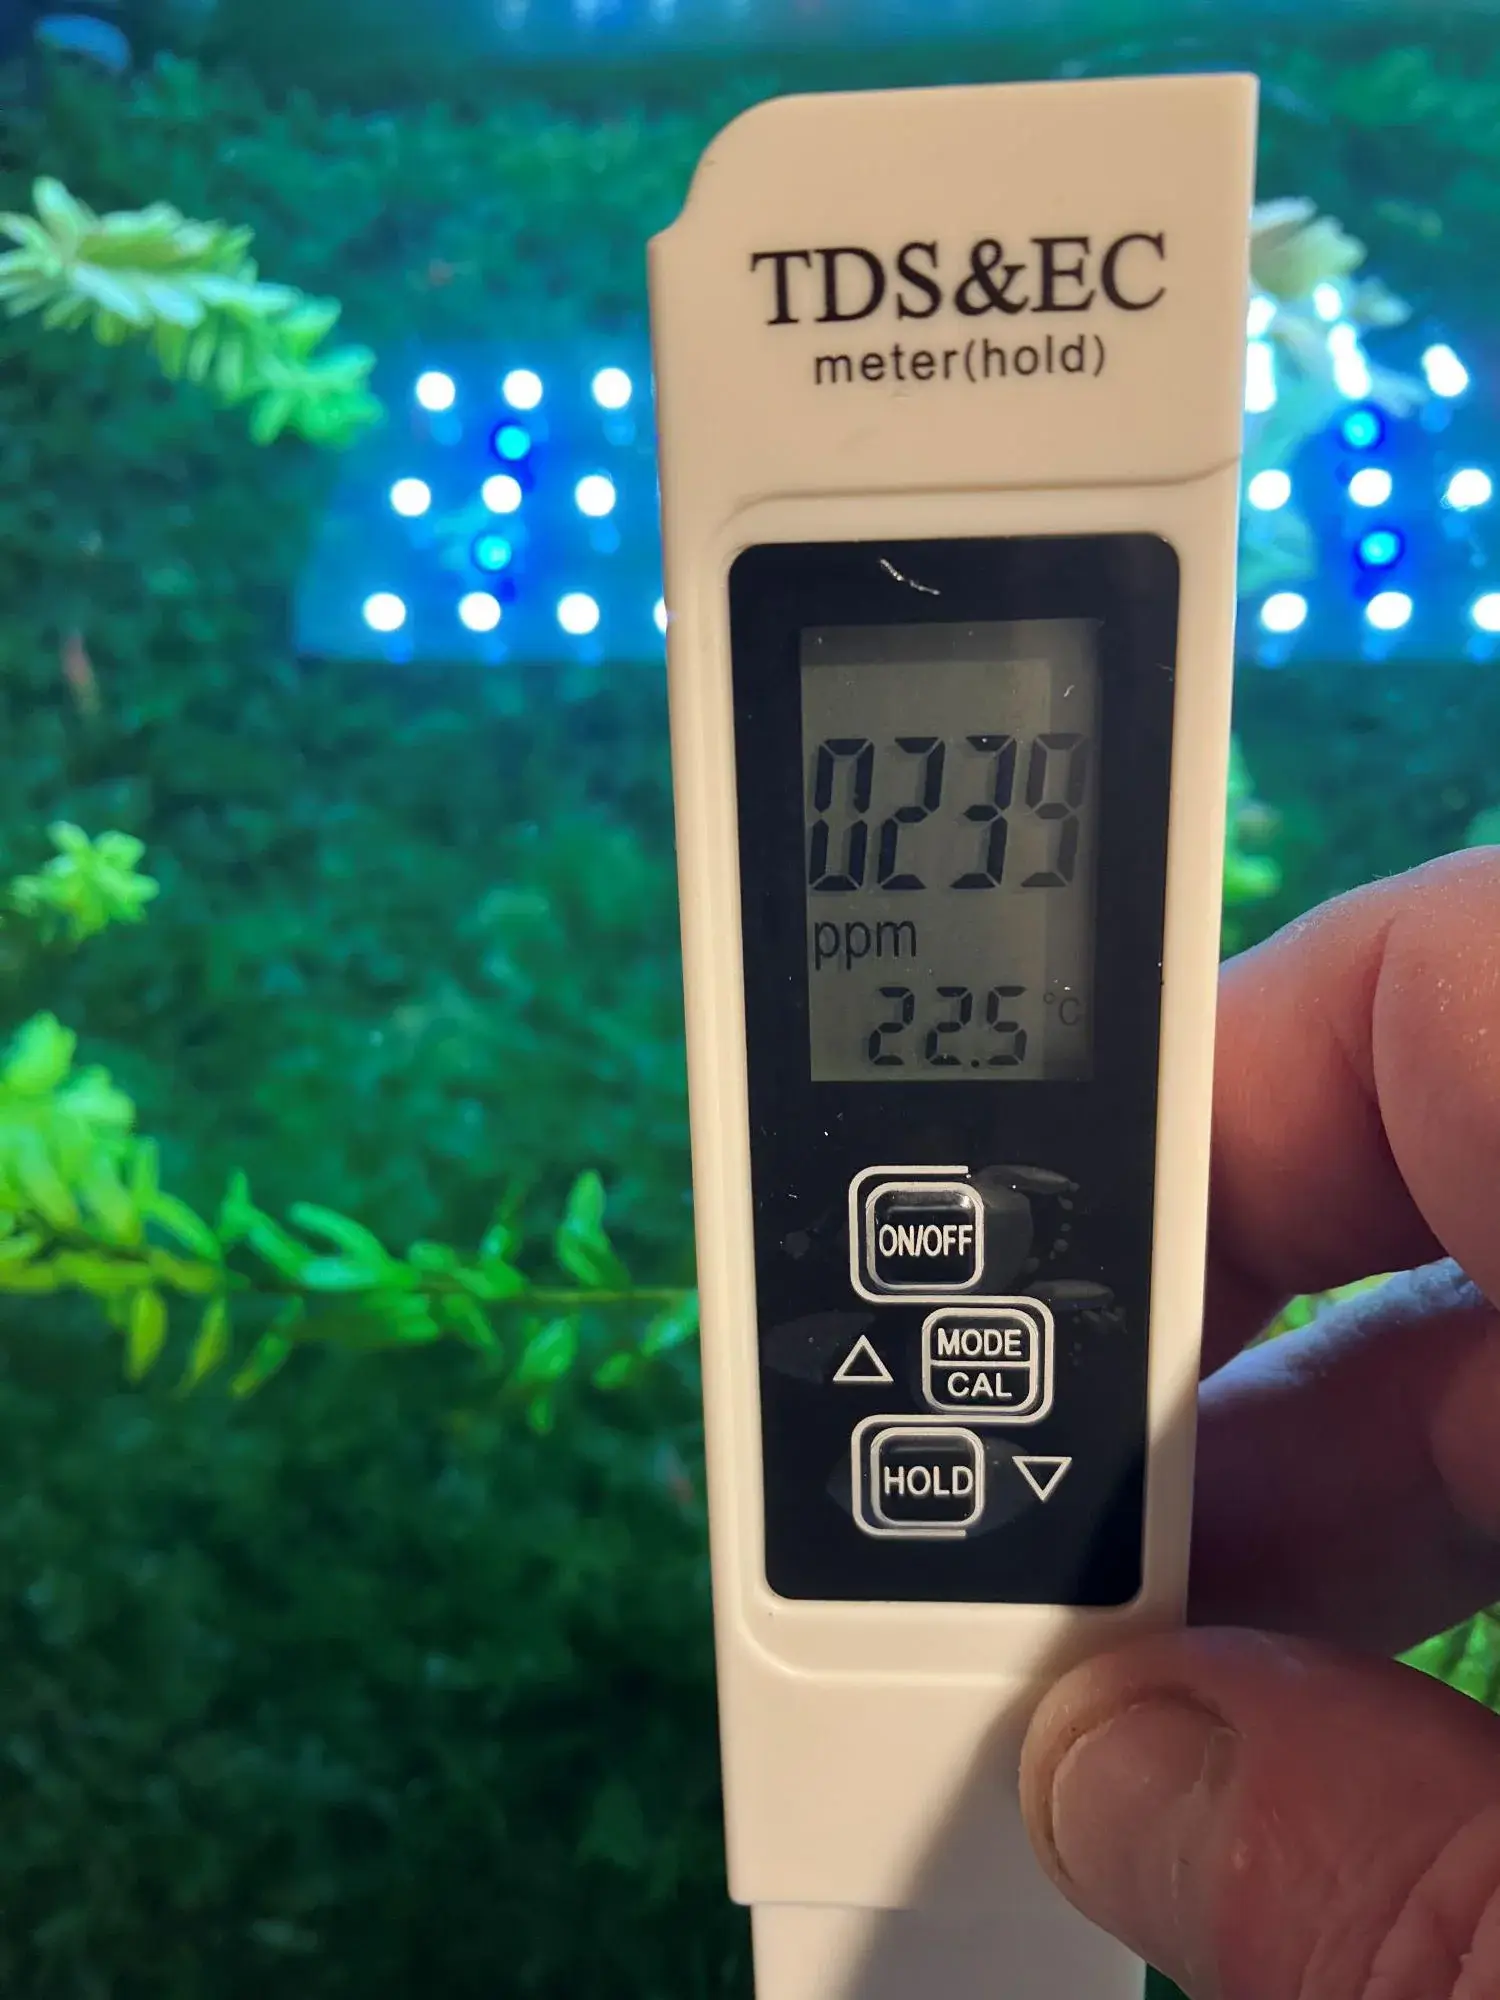 TDS&EC
meter(hold)
0239
ppm
22.5 °C
ON/OFF
MODE
CAL
HOLD